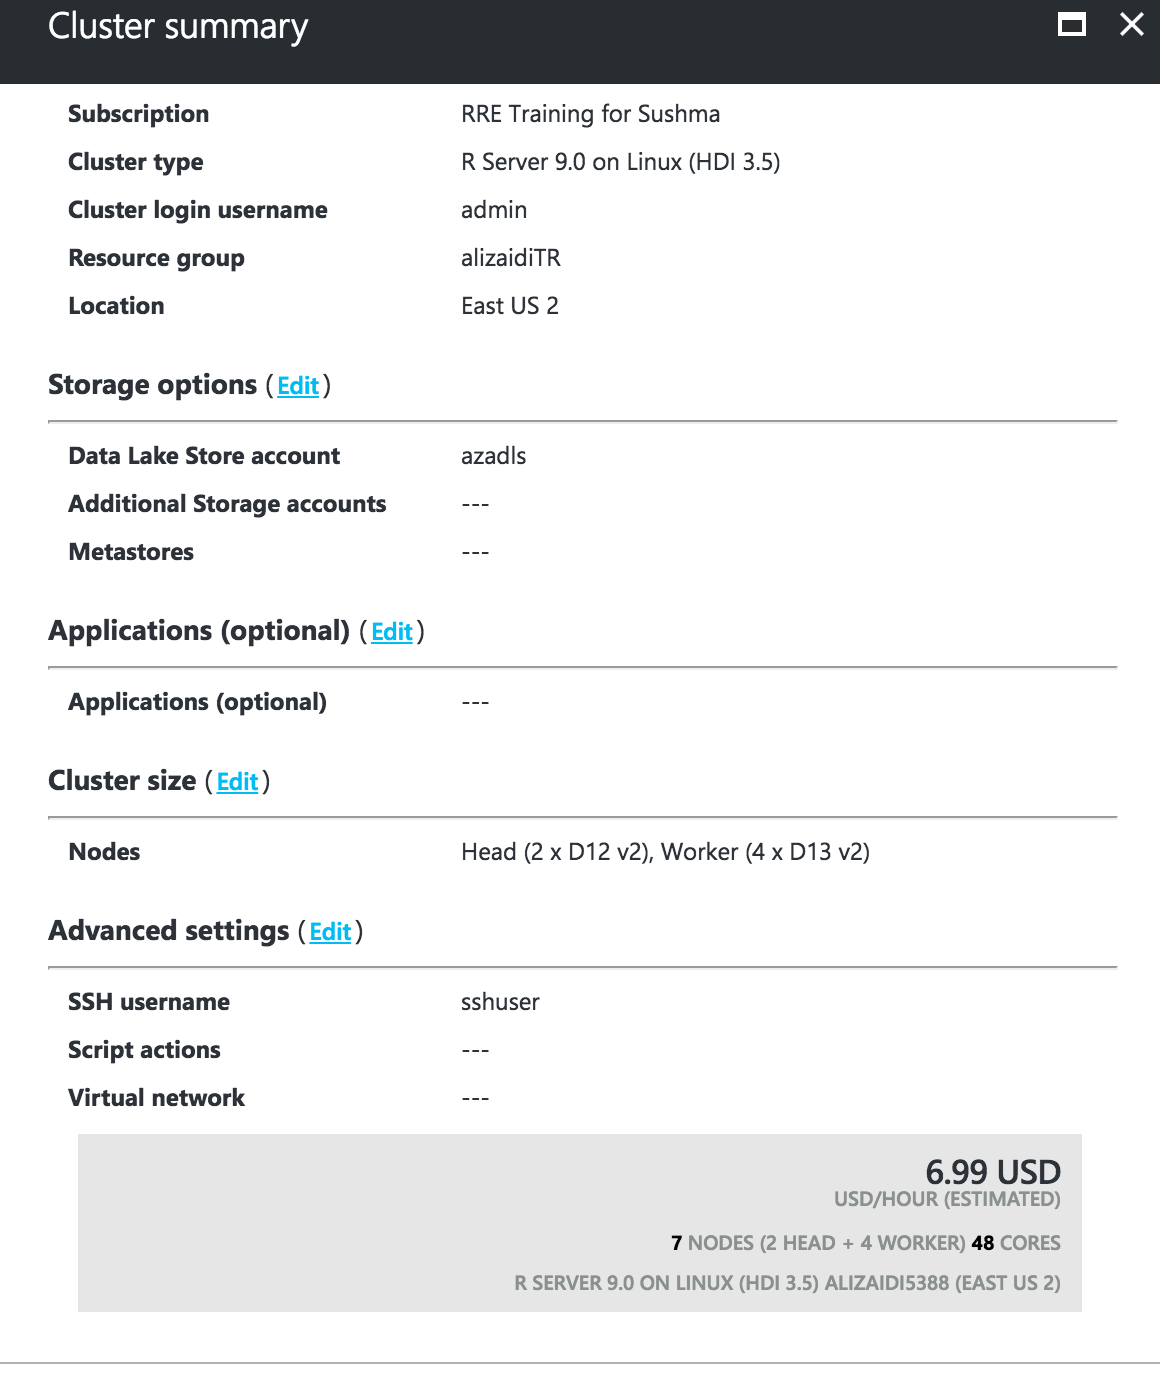 Cluster summary
Subscription RRE Training for Sushma
Cluster type R Server 9.0 on Linux (HDI 3.5)
Cluster login username admin
Resource group alizaidiTR
Location East US 2
Storage options (Edit)
Data Lake Store account azadls
Additional Storage accounts ---
Metastores ---
Applications (optional) (Edit)
Applications (optional) ---
Cluster size (Edit)
Nodes Head (2 x D12 v2), Worker (4 x D13 v2)
Advanced settings (Edit)
SSH username sshuser
Script actions ---
Virtual network ---
6.99 USD
USD/HOUR (ESTIMATED)
7 NODES (2 HEAD + 4 WORKER) 48 CORES
R SERVER 9.0 ON LINUX (HDI 3.5) ALIZAIDI5388 (EAST US 2)